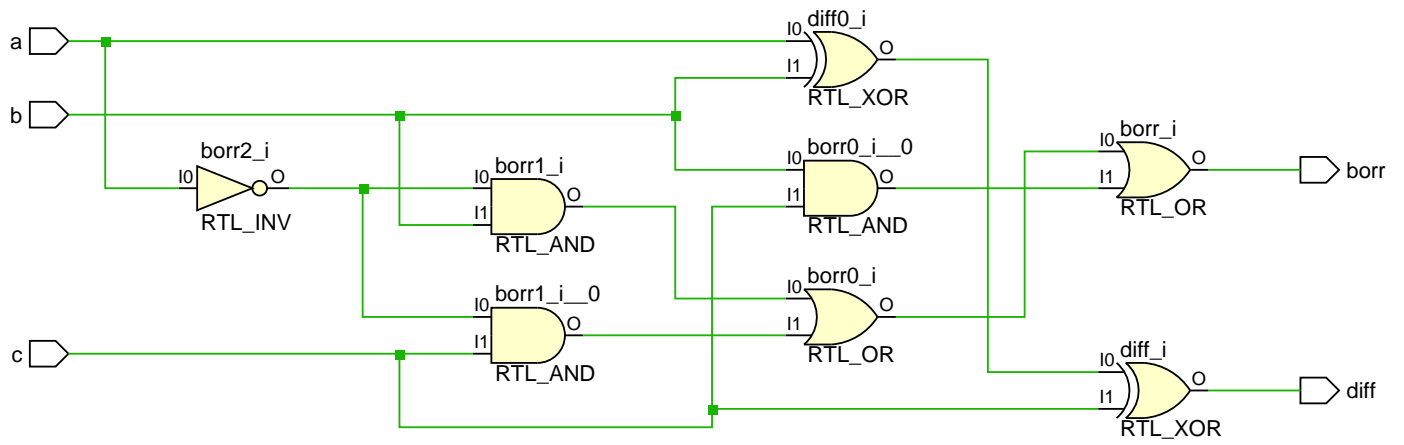 diff0_i
a
I0
O
I1
RTL_XOR
b
borr2_i
I0
O
RTL_INV
borr1_i
I0
O
I1
RTL_AND
borr0_i__0
I0
O
I1
RTL_AND
borr_i
I0
O
I1
RTL_OR
borr
borr1_i__0
I0
O
I1
RTL_AND
c
borr0_i
I0
O
I1
RTL_OR
diff_i
I0
O
I1
RTL_XOR
diff